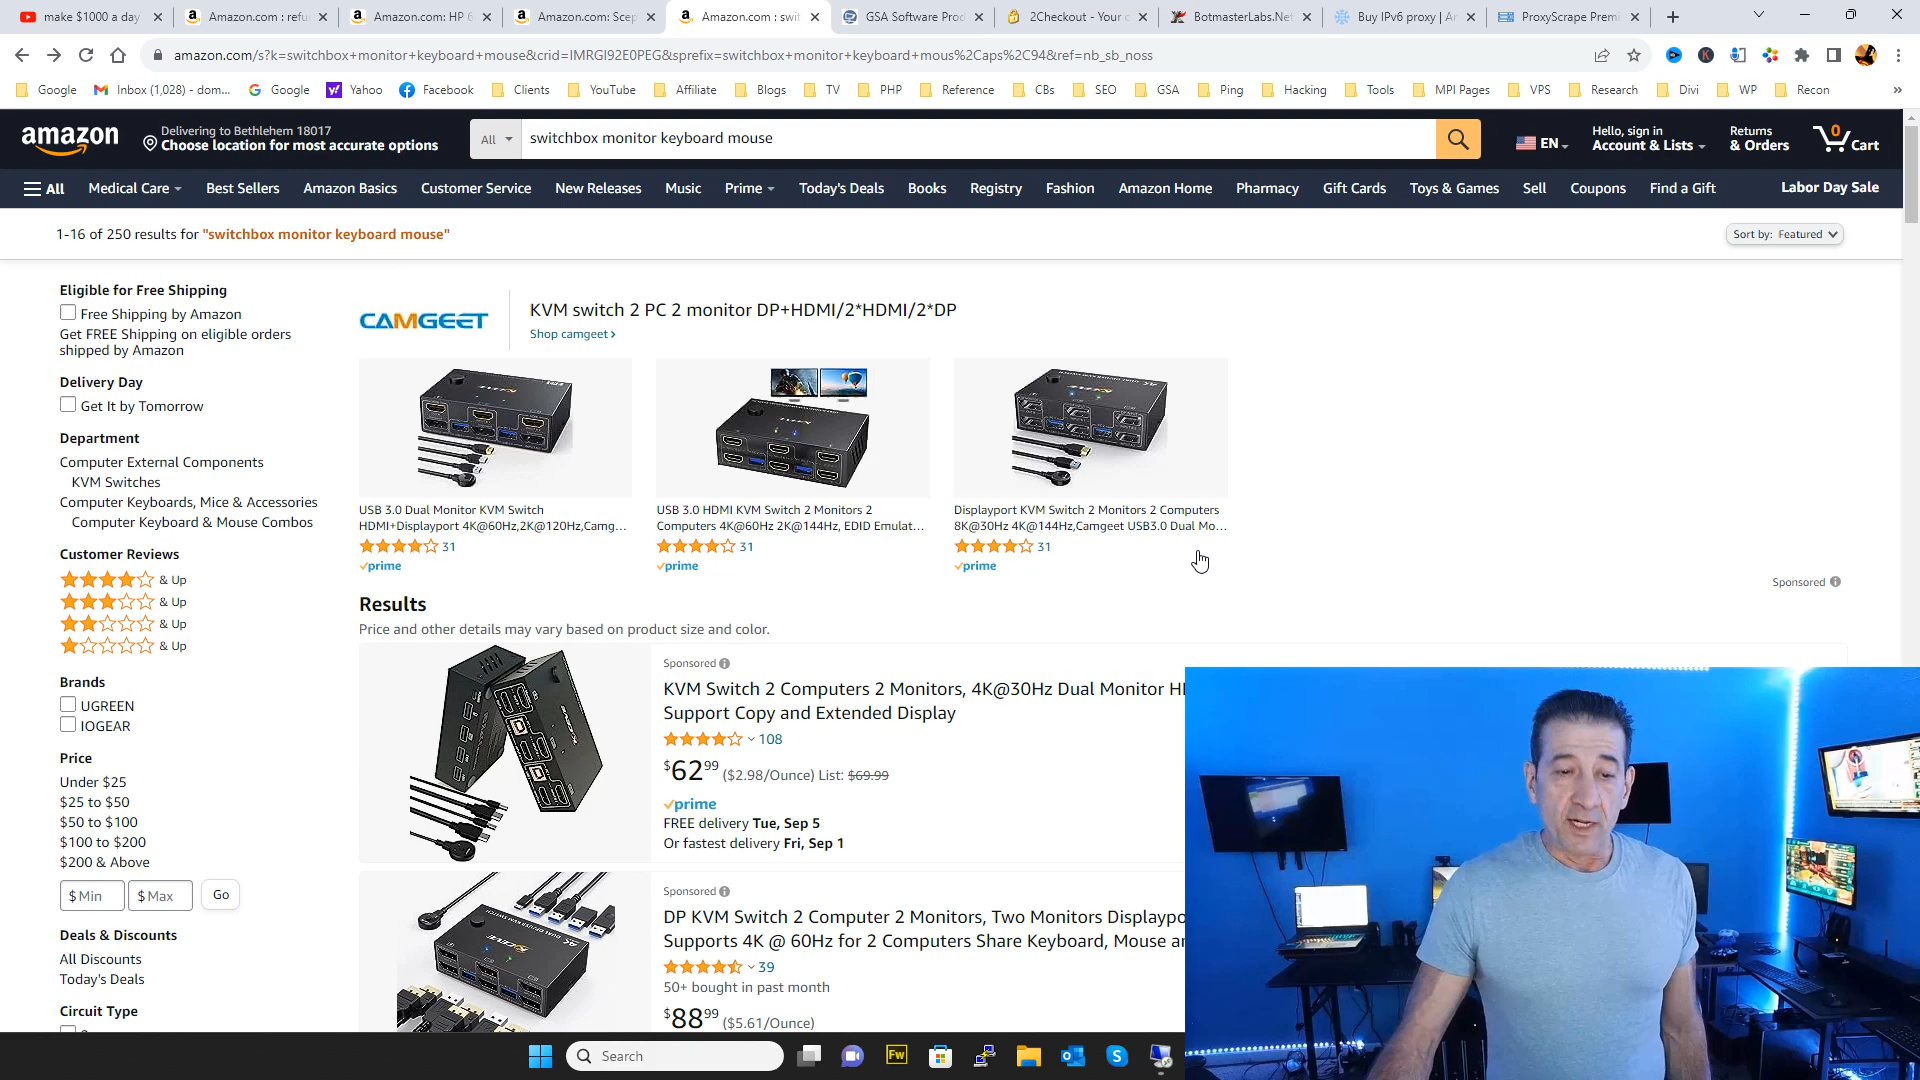 make $1000 a day
Amazon.com : refu
Amazon.com: HP 6
Amazon.com: Scep
Amazon.com : swit
GSA Software Prod
2Checkout - Your c
BotmasterLabs.Net
Buy IPv6 proxy | An
ProxyScrape Premi
amazon.com/s?k=switchbox+monitor+keyboard+mouse&crid=IMRGI92E0PEG&sprefix=switchbox+monitor+keyboard+mous%2Caps%2C94&ref=nb_sb_noss
Google
Inbox (1,028) - dom...
Google
Yahoo
Facebook
Clients
YouTube
Affiliate
Blogs
TV
PHP
Reference
CBs
SEO
GSA
Ping
Hacking
Tools
MPI Pages
VPS
Research
Divi
WP
Recon
amazon
Delivering to Bethlehem 18017
Choose location for most accurate options
All
switchbox monitor keyboard mouse
EN
Hello, sign in
Account & Lists
Returns
& Orders
0
Cart
All
Medical Care
Best Sellers
Amazon Basics
Customer Service
New Releases
Music
Prime
Today's Deals
Books
Registry
Fashion
Amazon Home
Pharmacy
Gift Cards
Toys & Games
Sell
Coupons
Find a Gift
Labor Day Sale
1-16 of 250 results for "switchbox monitor keyboard mouse"
Sort by: Featured
Eligible for Free Shipping
Free Shipping by Amazon
Get FREE Shipping on eligible orders
shipped by Amazon
Delivery Day
Get It by Tomorrow
Department
Computer External Components
KVM Switches
Computer Keyboards, Mice & Accessories
Computer Keyboard & Mouse Combos
Customer Reviews
& Up
& Up
& Up
& Up
Brands
UGREEN
IOGEAR
Price
Under $25
$25 to $50
$50 to $100
$100 to $200
$200 & Above
$ Min
$ Max
Go
Deals & Discounts
All Discounts
Today's Deals
Circuit Type
CAMGEET
KVM switch 2 PC 2 monitor DP+HDMI/2*HDMI/2*DP
Shop camgeet ›
USB 3.0 Dual Monitor KVM Switch
HDMI+Displayport 4K@60Hz,2K@120Hz,Camg...
31
prime
USB 3.0 HDMI KVM Switch 2 Monitors 2
Computers 4K@60Hz 2K@144Hz, EDID Emulat...
31
prime
Displayport KVM Switch 2 Monitors 2 Computers
8K@30Hz 4K@144Hz,Camgeet USB3.0 Dual Mo...
31
prime
Sponsored
Results
Price and other details may vary based on product size and color.
Sponsored
KVM Switch 2 Computers 2 Monitors, 4K@30Hz Dual Monitor H
Support Copy and Extended Display
108
$62.99 ($2.98/Ounce) List: $69.99
prime
FREE delivery Tue, Sep 5
Or fastest delivery Fri, Sep 1
Sponsored
DP KVM Switch 2 Computer 2 Monitors, Two Monitors Displaypo
Supports 4K @ 60Hz for 2 Computers Share Keyboard, Mouse a
39
50+ bought in past month
$88.99 ($5.61/Ounce)
Search
Fw